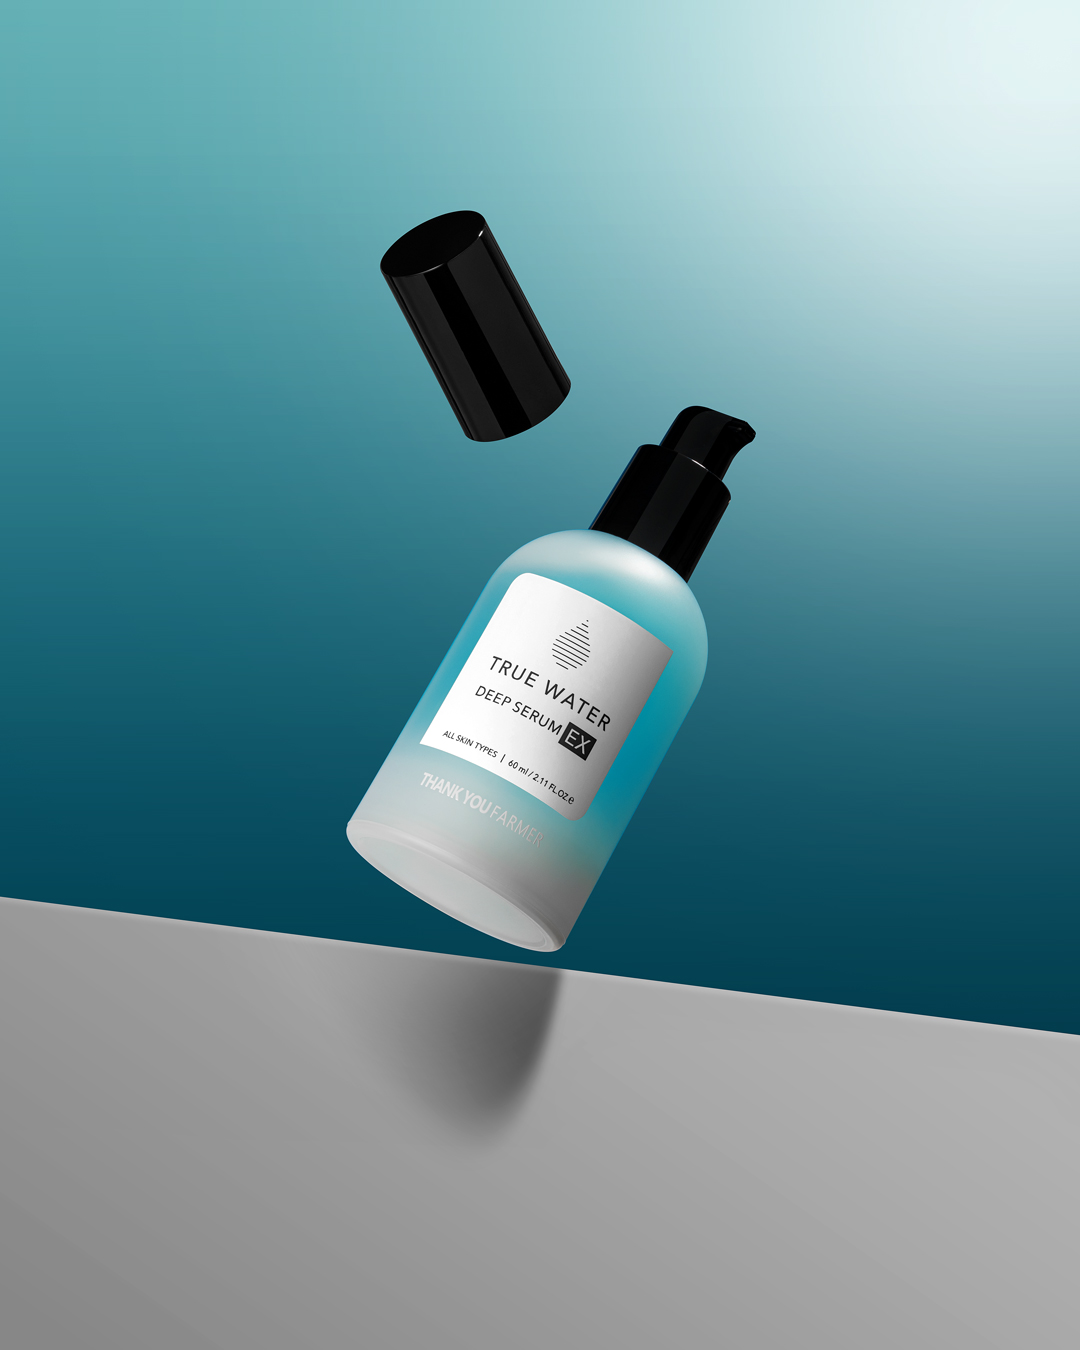 TRUE WATER
DEEP SERUM EX
ALL SKIN TYPES | 60 ml / 2.11 FL.OZ.e
THANK YOU FARMER